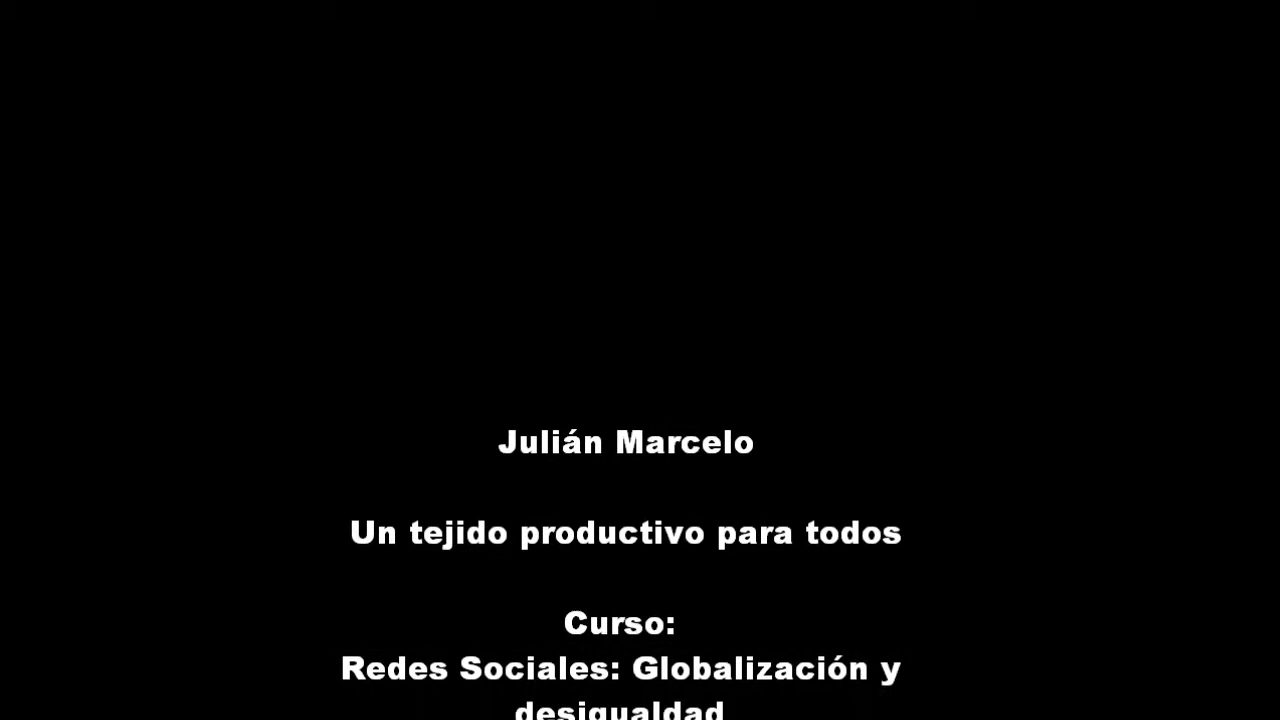 Julián Marcelo
Un tejido productivo para todos
Curso:
Redes Sociales: Globalización y
desigualdad